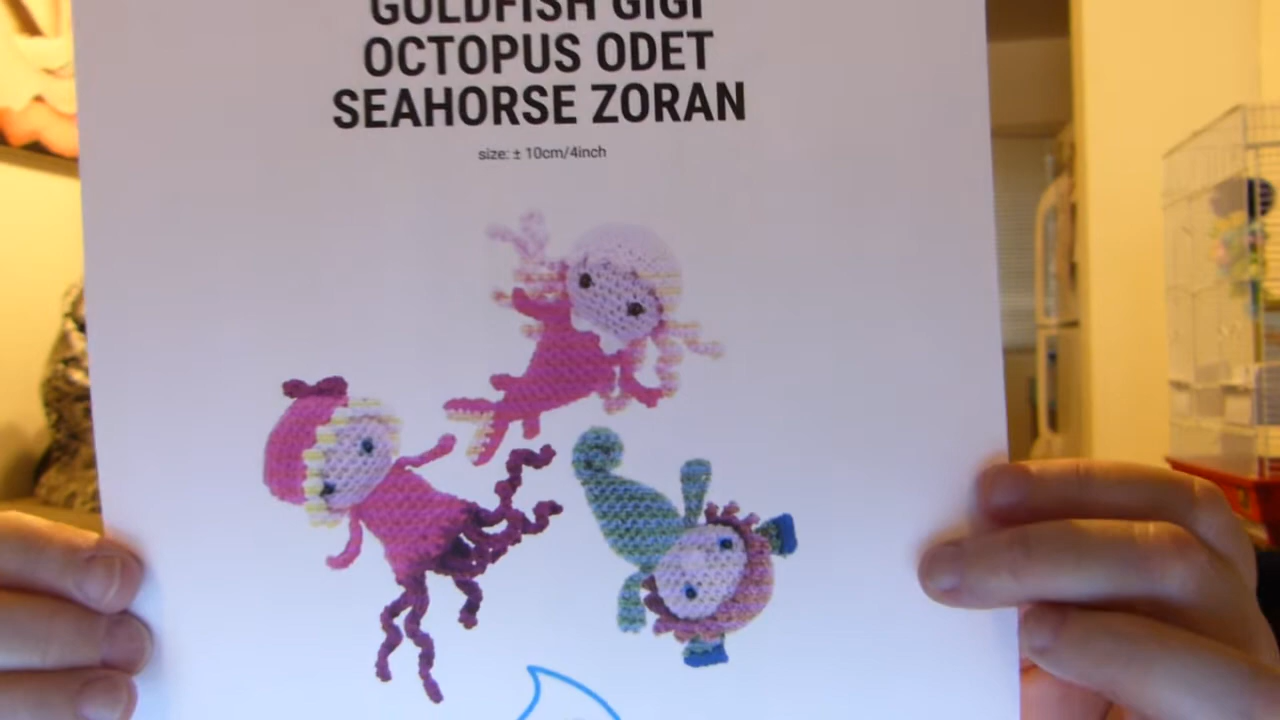 GOLDFISH GIGI
OCTOPUS ODET
SEAHORSE ZORAN
size: ± 10cm/4inch